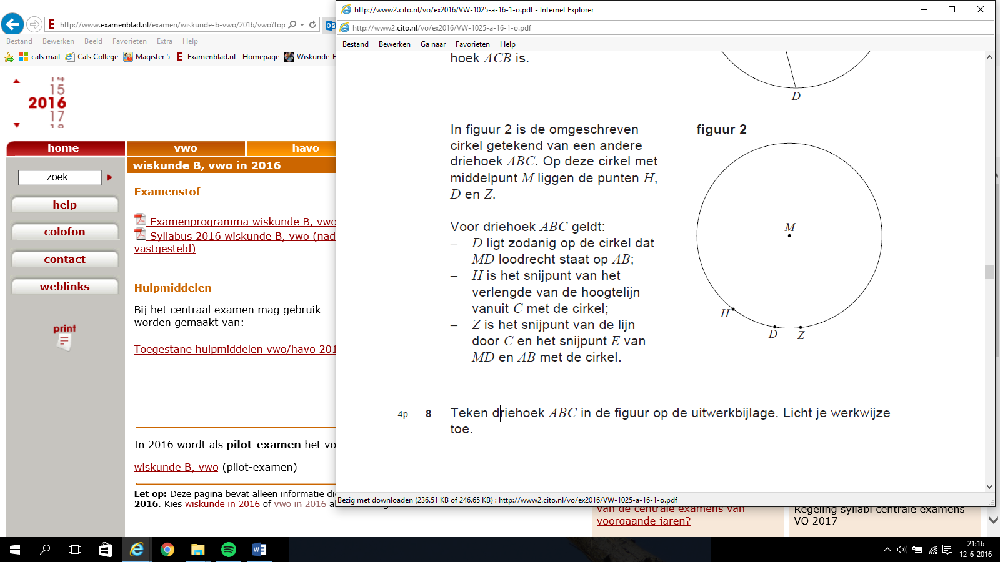 http://www2.cito.nl/vo/ex2016/VW-1025-a-16-1-o.pdf - Internet Explorer
http://www.examenblad.nl/examen/wiskunde-b-vwo/2016/vwo?top
http://www2.cito.nl/vo/ex2016/VW-1025-a-16-1-o.pdf
Bestand Bewerken Beeld Favorieten Extra Help
Bestand Bewerken Ga naar Favorieten Help
cals mail Cals College Magister 5 Examenblad.nl - Homepage Wiskunde-E
15
2016
17
home vwo havo
wiskunde B, vwo in 2016
zoek...
help
colofon
contact
weblinks
print
Examenstof
Examenprogramma wiskunde B, vwo
Syllabus 2016 wiskunde B, vwo (nad
vastgesteld)
Hulpmiddelen
Bij het centraal examen mag gebruik
worden gemaakt van:
Toegestane hulpmiddelen vwo/havo 201
In 2016 wordt als pilot-examen het vo
wiskunde B, vwo (pilot-examen)
Let op: Deze pagina bevat alleen informatie di
2016. Kies wiskunde in 2016 of vwo in 2016 a
hoek ACB is.
D
In figuur 2 is de omgeschreven
cirkel getekend van een andere
driehoek ABC. Op deze cirkel met
middelpunt M liggen de punten H,
D en Z.
Voor driehoek ABC geldt:
– D ligt zodanig op de cirkel dat
MD loodrecht staat op AB;
– H is het snijpunt van het
verlengde van de hoogtelijn
vanuit C met de cirkel;
– Z is het snijpunt van de lijn
door C en het snijpunt E van
MD en AB met de cirkel.
figuur 2
M
H
D
Z
4p 8 Teken driehoek ABC in de figuur op de uitwerkbijlage. Licht je werkwijze
toe.
Bezig met downloaden (236.51 KB of 246.65 KB) : http://www2.cito.nl/vo/ex2016/VW-1025-a-16-1-o.pdf
van de centrale examens van
voorgaande jaren?
Regeling syllabi centrale examens
VO 2017
21:16
12-6-2016